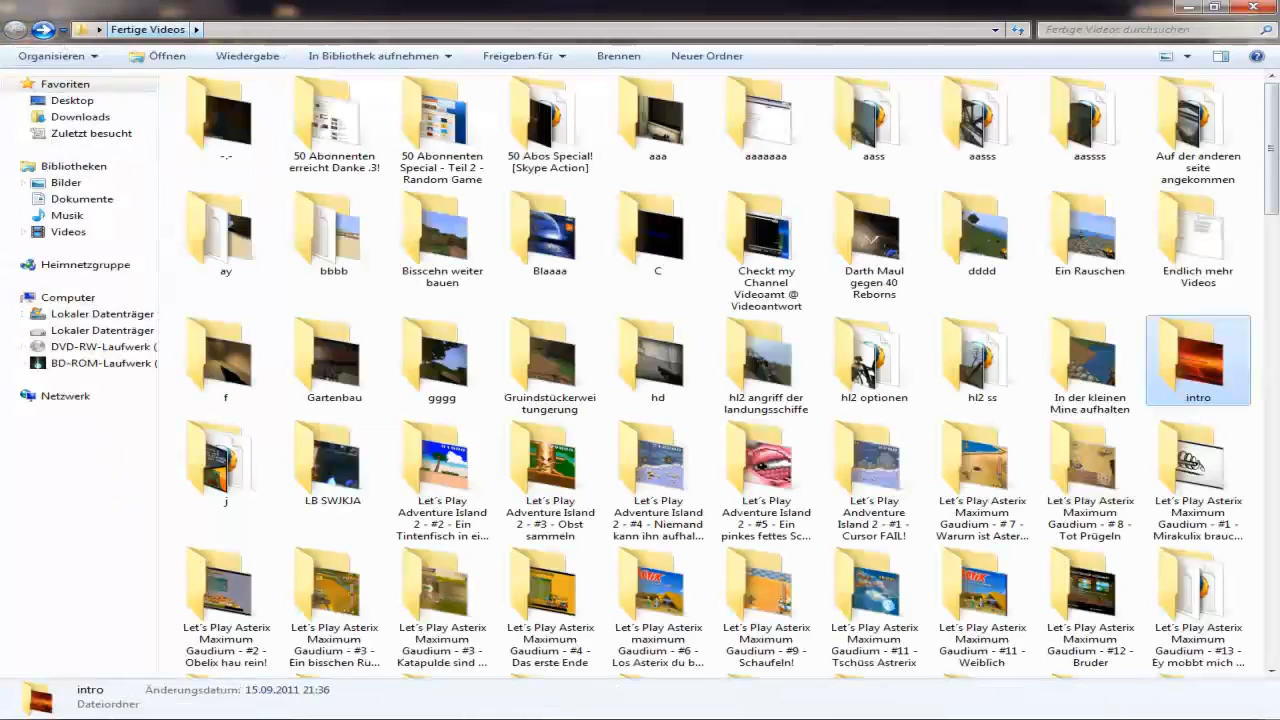 Fertige Videos
Fertige Videos durchsuchen
Organisieren
Öffnen
Wiedergabe
In Bibliothek aufnehmen
Freigeben für
Brennen
Neuer Ordner
Favoriten
Desktop
Downloads
Zuletzt besucht
Bibliotheken
Bilder
Dokumente
Musik
Videos
Heimnetzgruppe
Computer
Lokaler Datenträger
Lokaler Datenträger
DVD-RW-Laufwerk (
BD-ROM-Laufwerk (
Netzwerk
-.-
50 Abonnenten
erreicht Danke .3!
50 Abonnenten
Special - Teil 2 -
Random Game
50 Abos Special!
[Skype Action]
aaa
aaaaaaa
aass
aasss
aassss
Auf der anderen
seite
angekommen
ay
bbbb
Bisscehn weiter
bauen
Blaaaa
C
Checkt my
Channel
Videoamt @
Videoantwort
Darth Maul
gegen 40
Reborns
dddd
Ein Rauschen
Endlich mehr
Videos
f
Gartenbau
gggg
Gruindstückerwei
tungerung
hd
hl2 angriff der
landungsschiffe
hl2 optionen
hl2 ss
In der kleinen
Mine aufhalten
intro
j
LB SWJKJA
Let´s Play
Adventure Island
2 - #2 - Ein
Tintenfisch in ei...
Let´s Play
Adventure Island
2 - #3 - Obst
sammeln
Let´s Play
Adventure Island
2 - #4 - Niemand
kann ihn aufhal...
Let´s Play
Adventure Island
2 - #5 - Ein
pinkes fettes Sc...
Let´s Play
Andventure
Island 2 - #1 -
Cursor FAIL!
Let´s Play Asterix
Maximum
Gaudium - # 7 -
Warum ist Aster...
Let´s Play Asterix
Maximum
Gaudium - # 8 -
Tot Prügeln
Let´s Play Asterix
Maximum
Gaudium - #1 -
Mirakulix brauc...
Let´s Play Asterix
Maximum
Gaudium - #2 -
Obelix hau rein!
Let´s Play Asterix
Maximum
Gaudium - #3 -
Ein bisschen Ru...
Let´s Play Asterix
Maximum
Gaudium - #3 -
Katapulde sind ...
Let´s Play Asterix
Maximum
Gaudium - #4 -
Das erste Ende
Let´s Play Asterix
maximum
Gaudium - #6 -
Los Asterix du b...
Let´s Play Asterix
Maximum
Gaudium - #9 -
Schaufeln!
Let´s Play Asterix
Maximum
Gaudium - #11 -
Tschüss Astrerix
Let´s Play Asterix
Maximum
Gaudium - #11 -
Weiblich
Let´s Play Asterix
Maximum
Gaudium - #12 -
Bruder
Let´s Play Asterix
Maximum
Gaudium - #13 -
Ey mobbt mich ...
intro
Änderungsdatum: 15.09.2011 21:36
Dateiordner